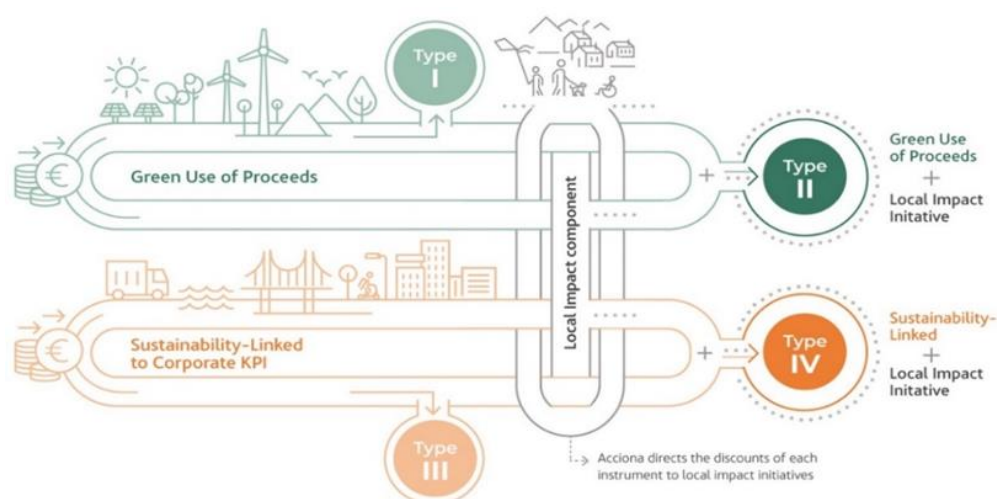 Type
I
€
Green Use of Proceeds
Local Impact component
+
Type
II
Green Use
of Proceeds
+
Local Impact
Initative
€
Sustainability-Linked
to Corporate KPI
+
Type
IV
Sustainability-
Linked
+
Local Impact
Initative
Type
III
Acciona directs the discounts of each
instrument to local impact initiatives